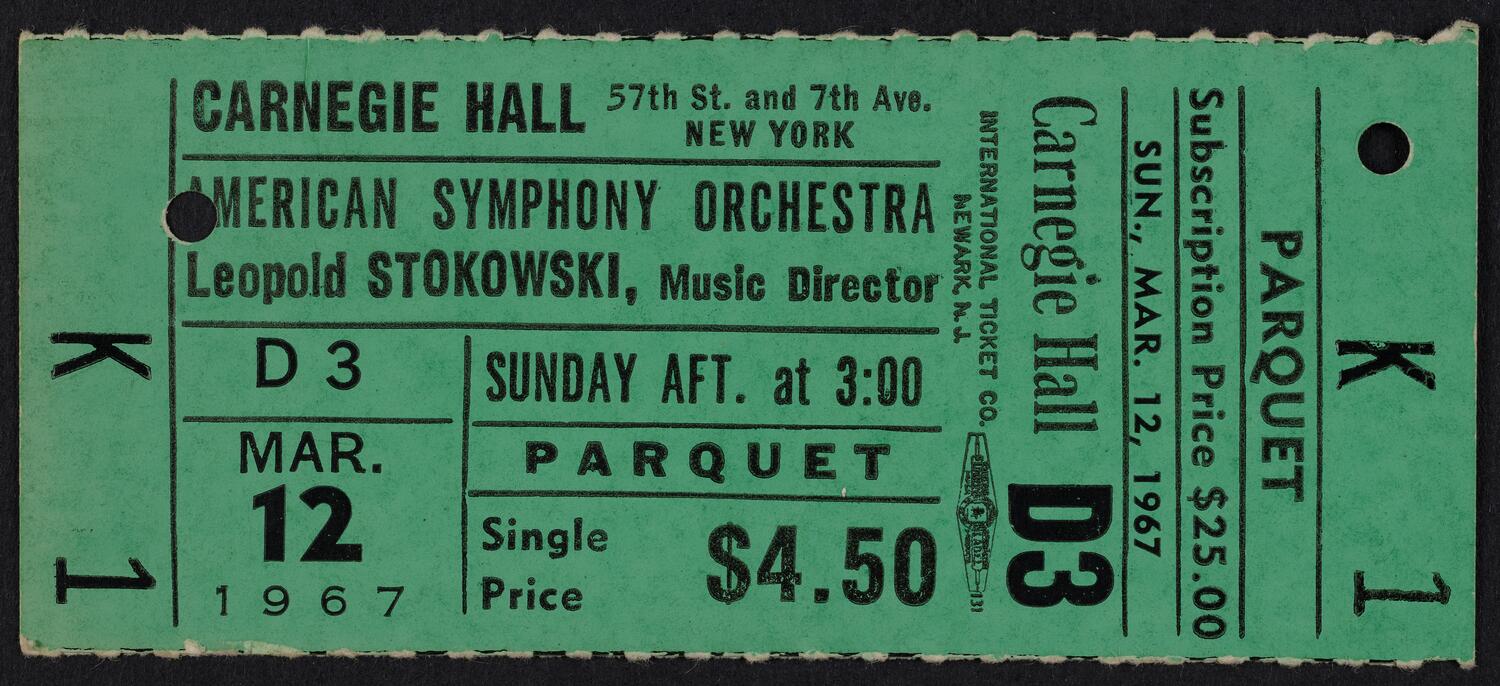 K 1
CARNEGIE HALL
57th St. and 7th Ave.
NEW YORK
AMERICAN SYMPHONY ORCHESTRA
Leopold STOKOWSKI, Music Director
D 3
MAR.
12
1967
SUNDAY AFT. at 3:00
PARQUET
Single
Price
$4.50
INTERNATIONAL TICKET CO.
NEWARK, N. J.
131
Carnegie Hall D3
SUN., MAR. 12, 1967
Subscription Price $25.00
PARQUET
K 1